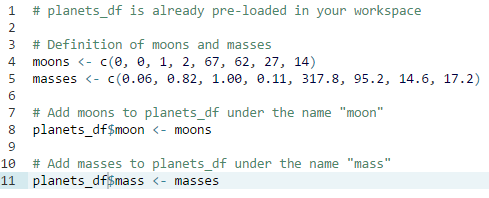 1 # planets_df is already pre-loaded in your workspace
2
3 # Definition of moons and masses
4 moons <- c(0, 0, 1, 2, 67, 62, 27, 14)
5 masses <- c(0.06, 0.82, 1.00, 0.11, 317.8, 95.2, 14.6, 17.2)
6
7 # Add moons to planets_df under the name "moon"
8 planets_df$moon <- moons
9
10 # Add masses to planets_df under the name "mass"
11 planets_df$mass <- masses